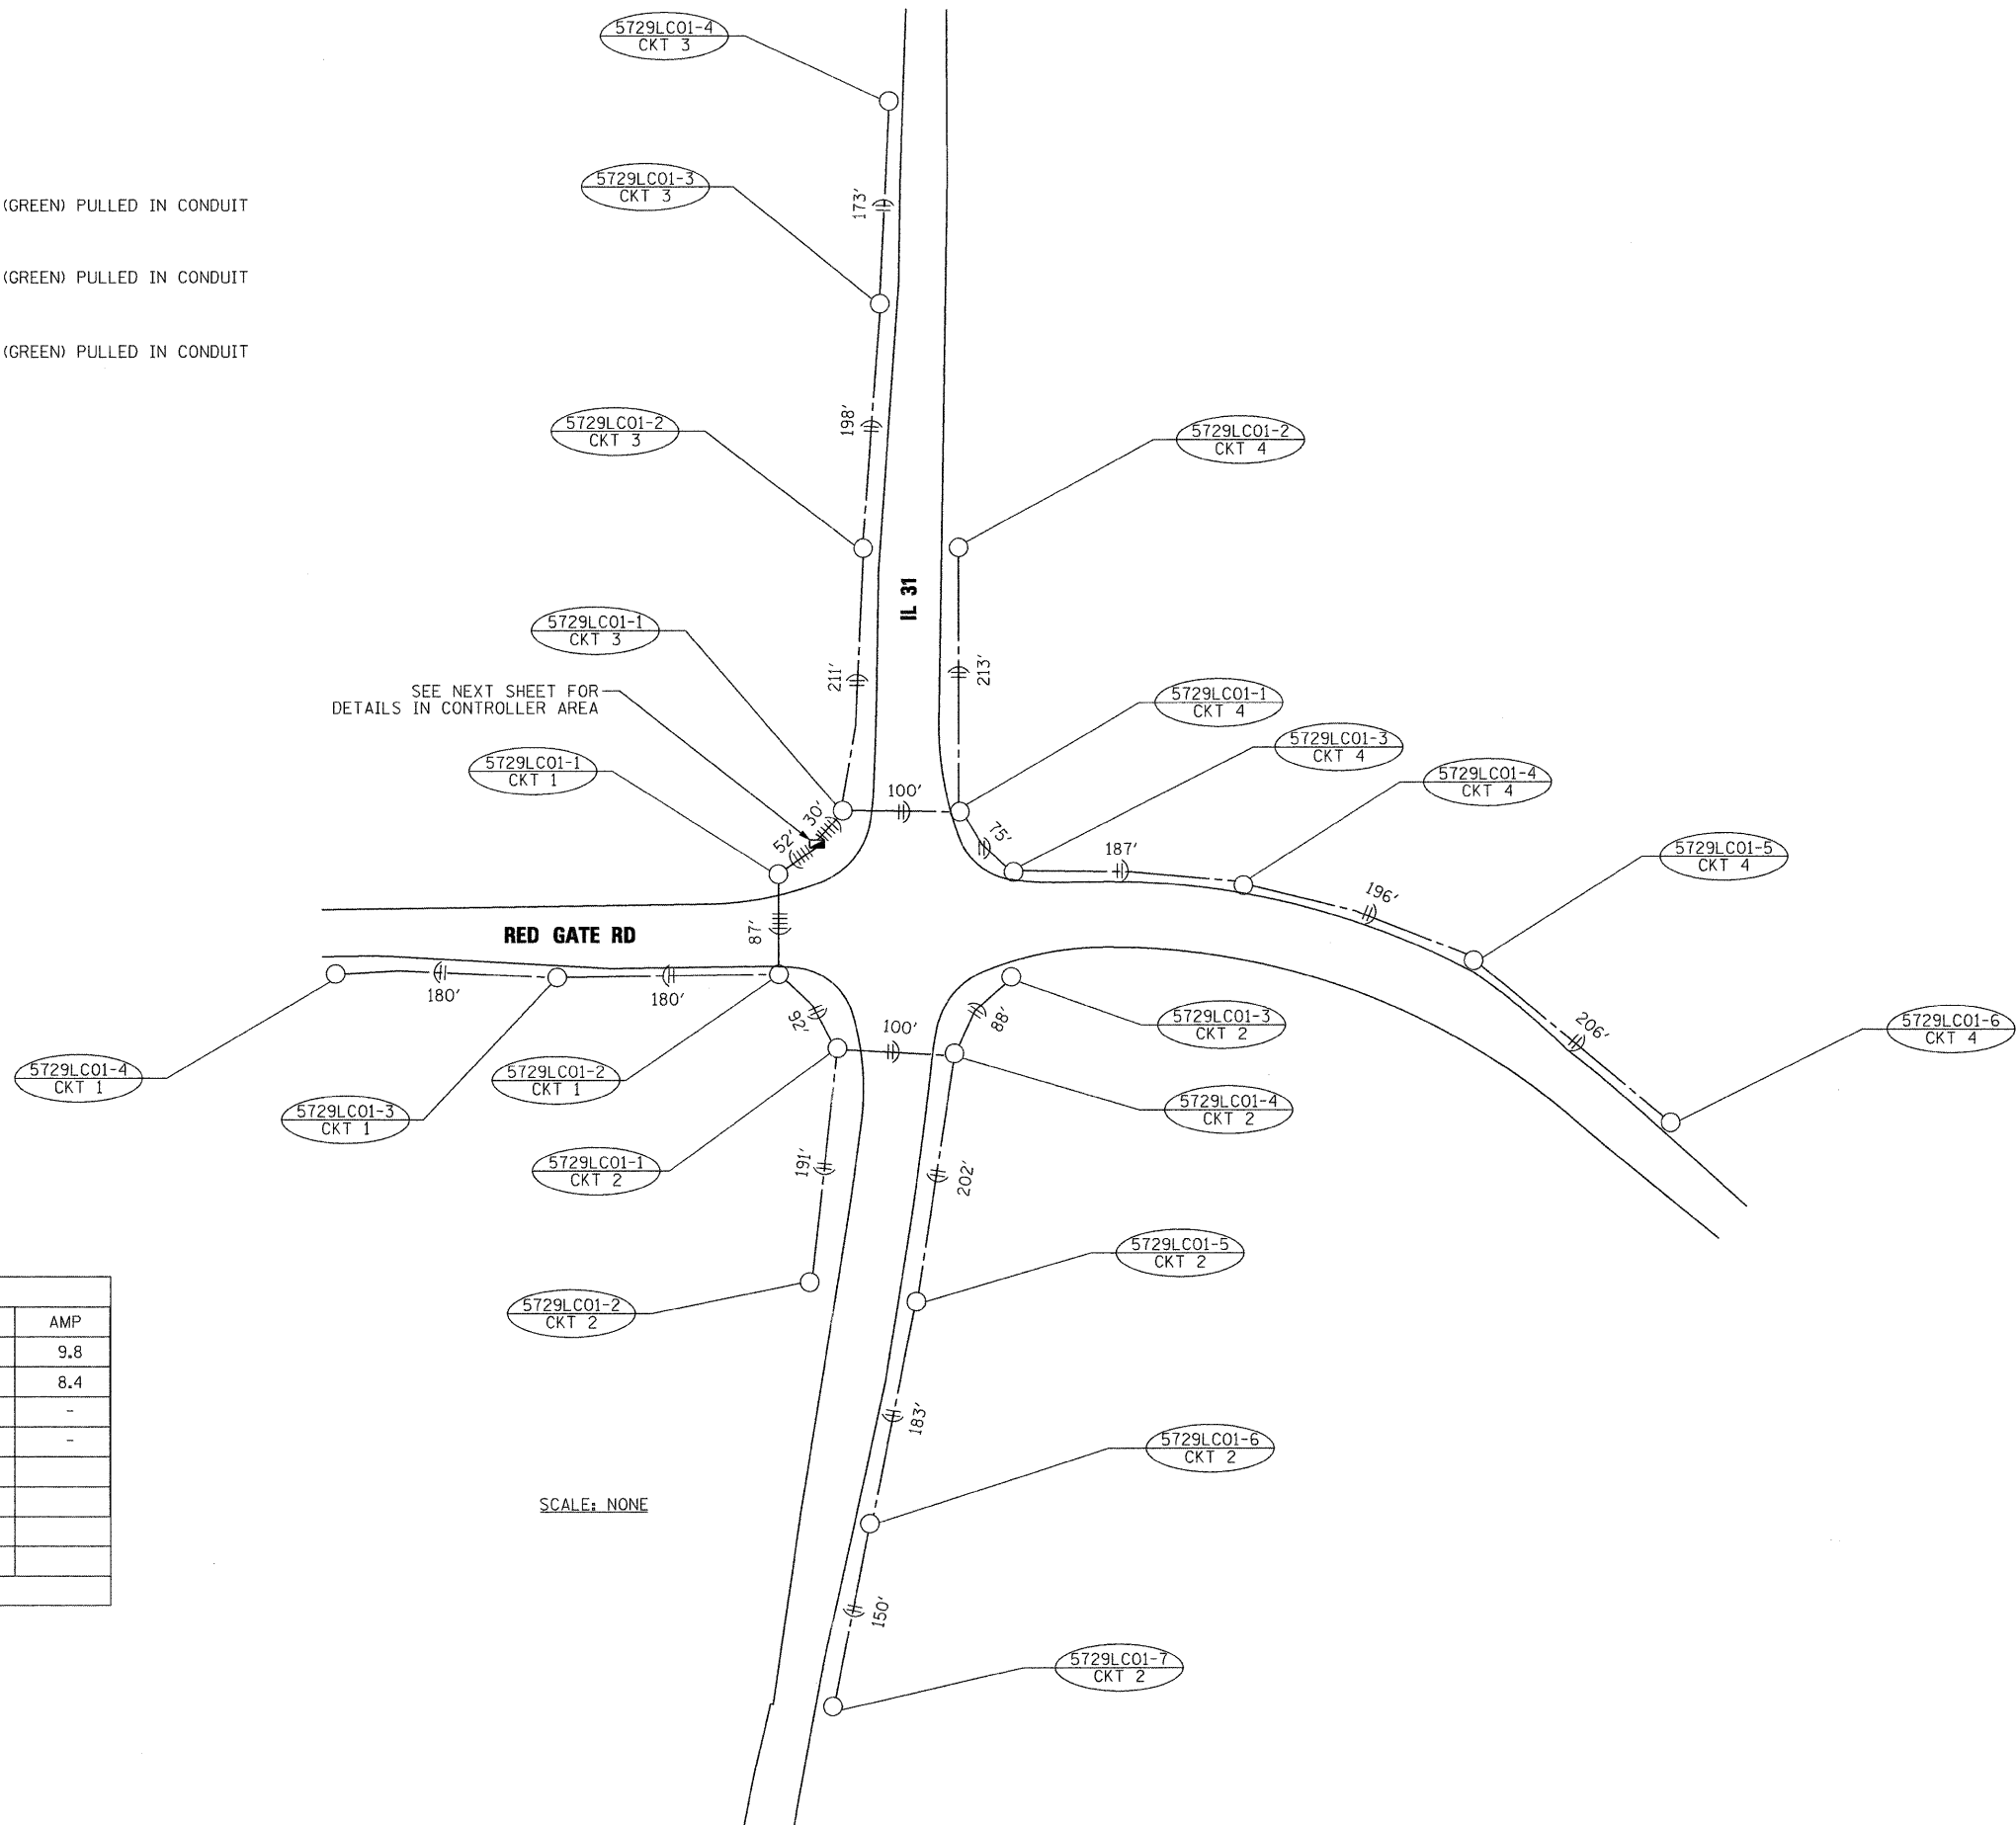 5729LC01-4
CKT 3
5729LC01-3
CKT 3
(GREEN) PULLED IN CONDUIT
173'
(GREEN) PULLED IN CONDUIT
(GREEN) PULLED IN CONDUIT
5729LC01-2
CKT 3
198'
5729LC01-2
CKT 4
IL 31
5729LC01-1
CKT 3
211'
213'
SEE NEXT SHEET FOR
DETAILS IN CONTROLLER AREA
5729LC01-1
CKT 4
5729LC01-3
CKT 4
5729LC01-1
CKT 1
5729LC01-4
CKT 4
100'
30'
52'
75'
187'
5729LC01-5
CKT 4
196'
87'
RED GATE RD
180'
180'
92'
100'
88'
5729LC01-3
CKT 2
206'
5729LC01-6
CKT 4
5729LC01-4
CKT 1
5729LC01-2
CKT 1
5729LC01-3
CKT 1
5729LC01-4
CKT 2
5729LC01-1
CKT 2
191'
202'
5729LC01-5
CKT 2
5729LC01-2
CKT 2
AMP
9.8
8.4
-
-
183'
5729LC01-6
CKT 2
SCALE: NONE
150'
5729LC01-7
CKT 2